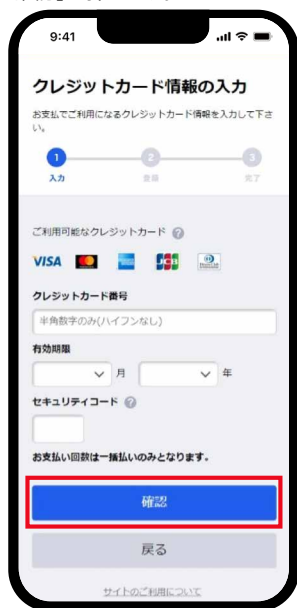 9:41
クレジットカード情報の入力
お支払でご利用になるクレジットカード情報を入力して下さ
い。
1 2 3
入力 登録 完了
ご利用可能なクレジットカード ?
VISA JCB
クレジットカード番号
半角数字のみ(ハイフンなし)
有効期限
月 年
セキュリティコード ?
お支払い回数は一括払いのみとなります。
確認
戻る
サイトのご利用について